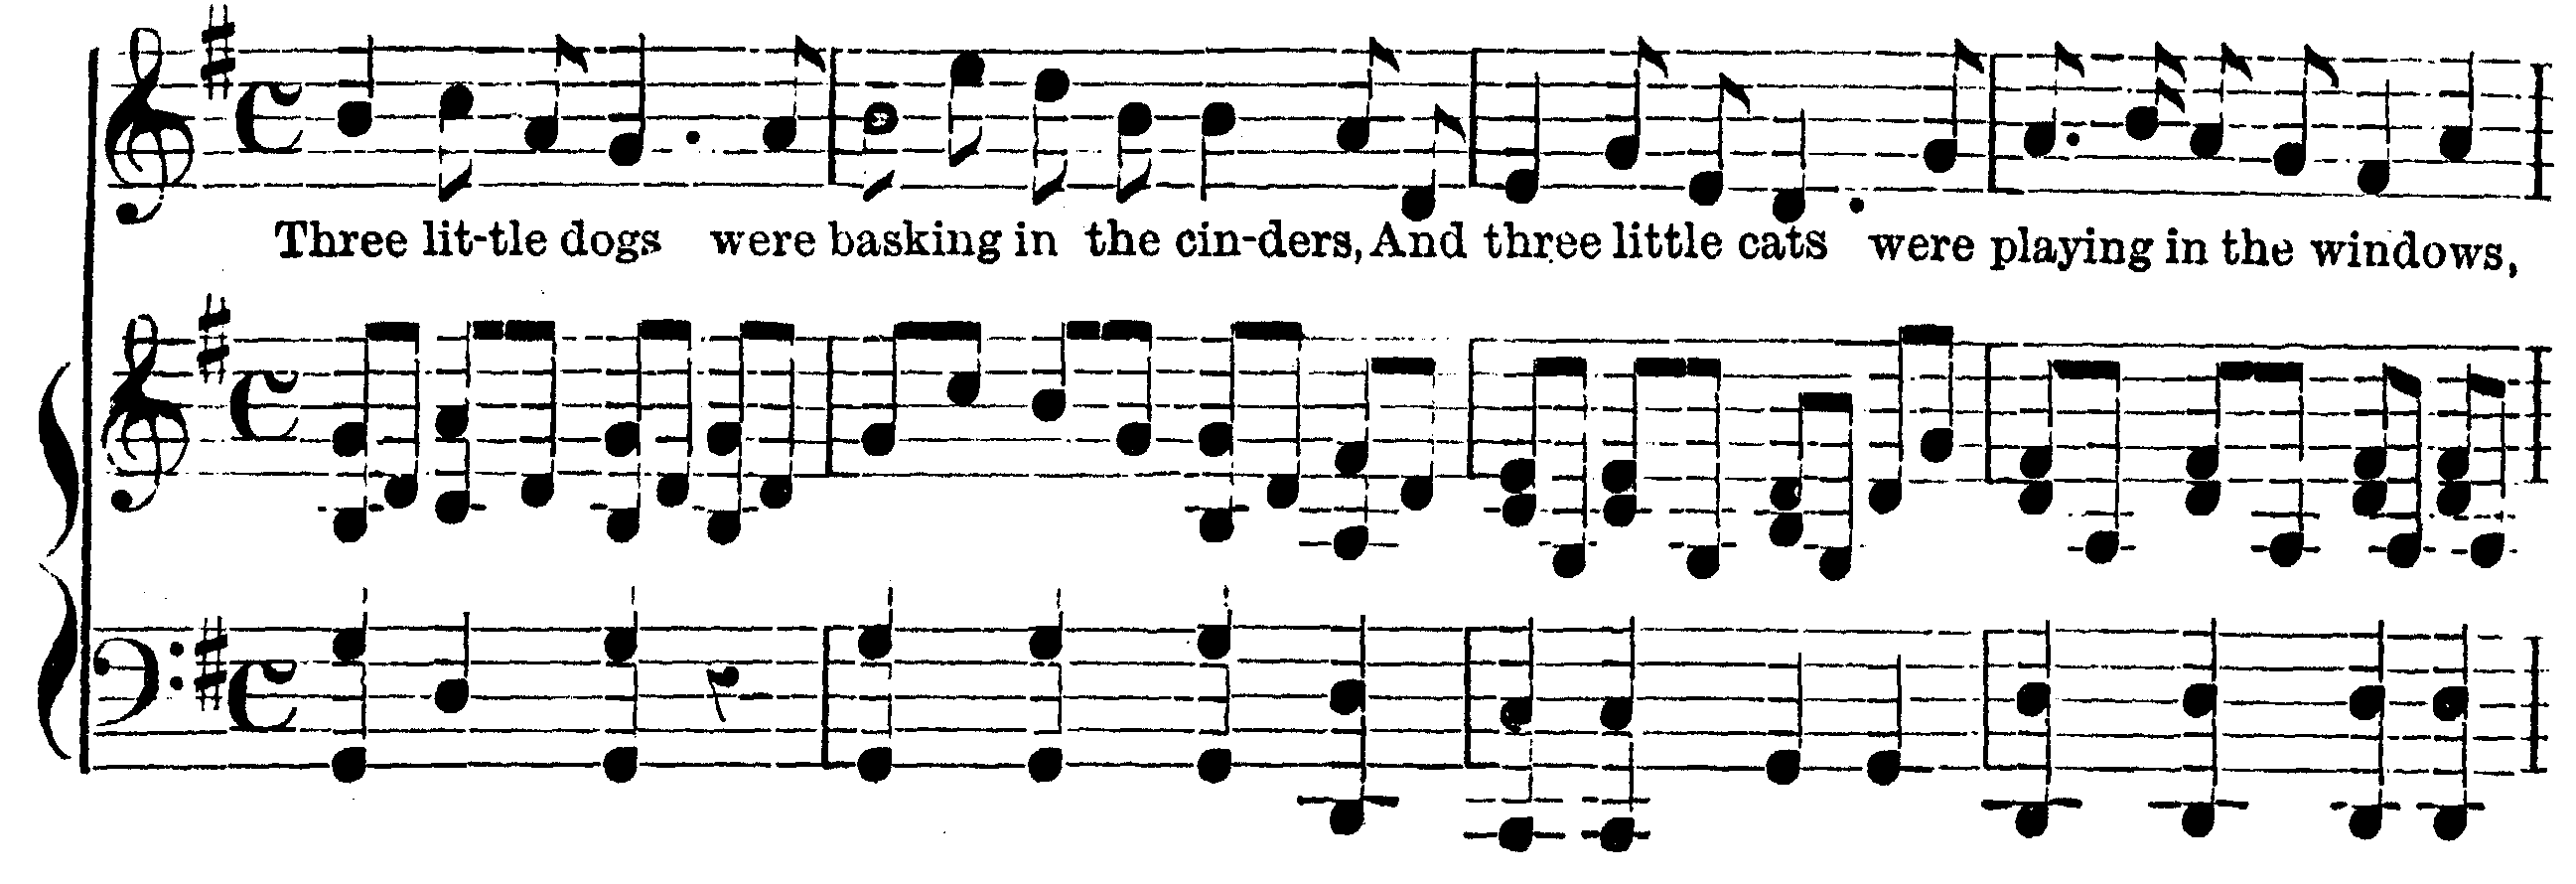 Three lit-tle dogs were basking in the cin-ders, And three little cats were playing in the windows,